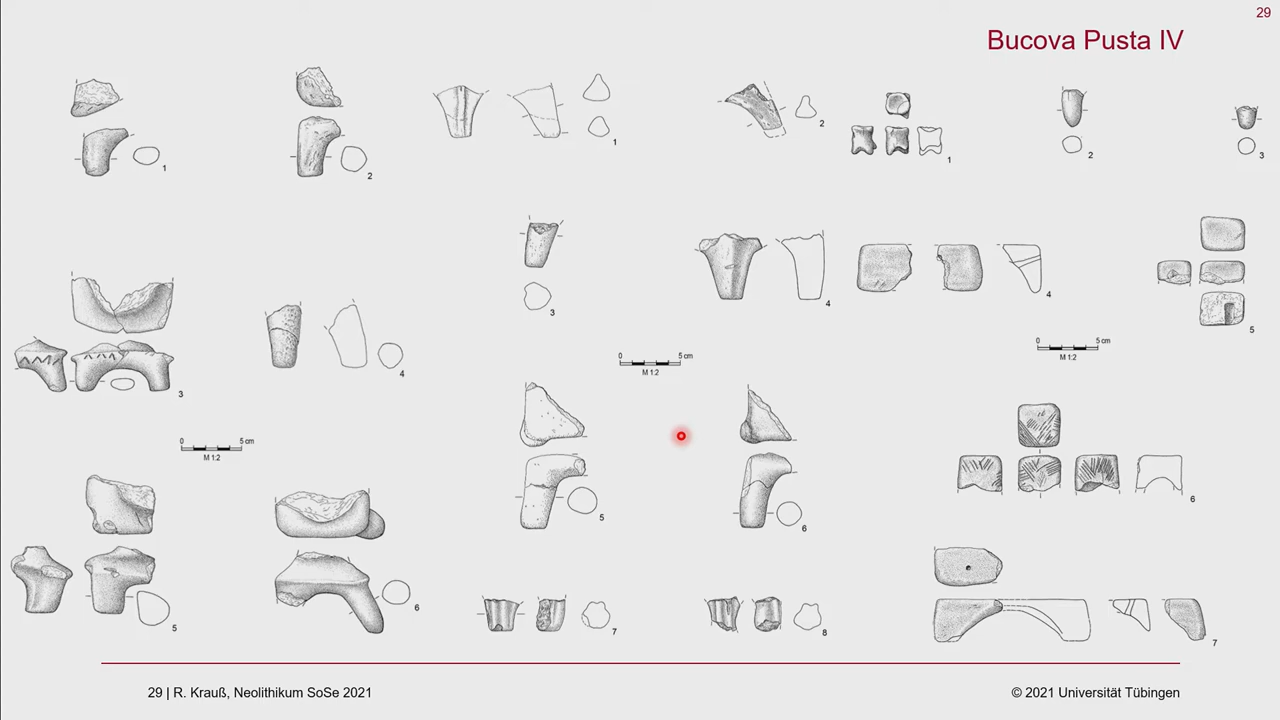 29
Bucova Pusta IV
1
2
1
2
1
2
3
3
4
3
4
4
5
0 5 cm
M 1:2
0 5 cm
M 1:2
0 5 cm
M 1:2
5
6
5
6
6
7
8
7
29 | R. Krauß, Neolithikum SoSe 2021
© 2021 Universität Tübingen